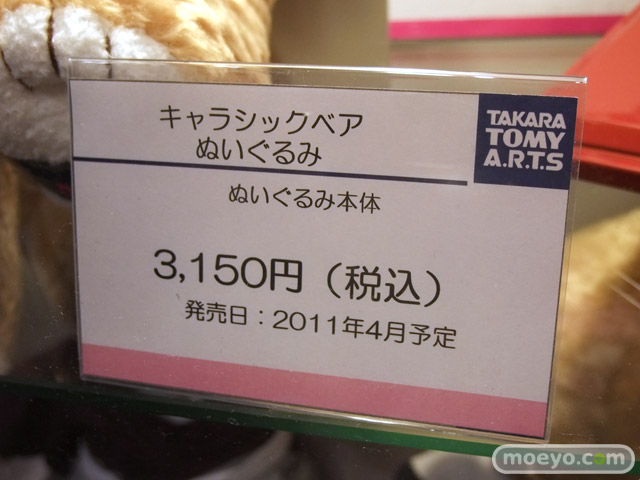 キャラシックベア
ぬいぐるみ
TAKARA
TOMY
A.R.T.S
ぬいぐるみ本体
3,150円（税込）
発売日：2011年4月予定
moeyo.com